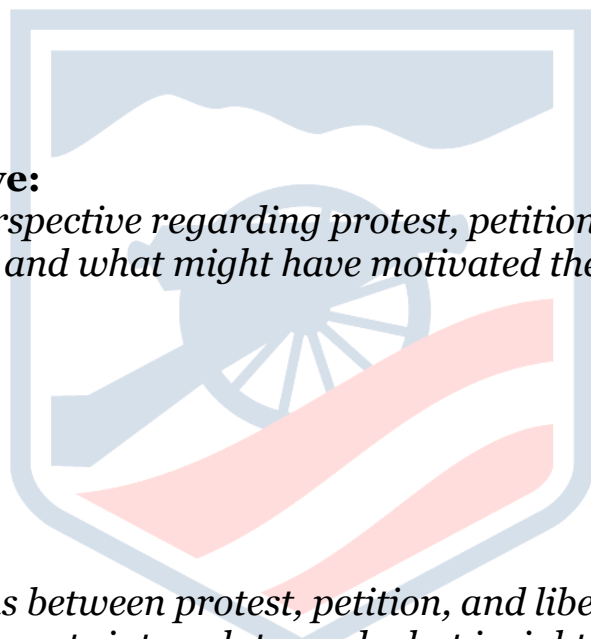 ve:
rspective regarding protest, petition
and what might have motivated the
s between protest, petition, and libe